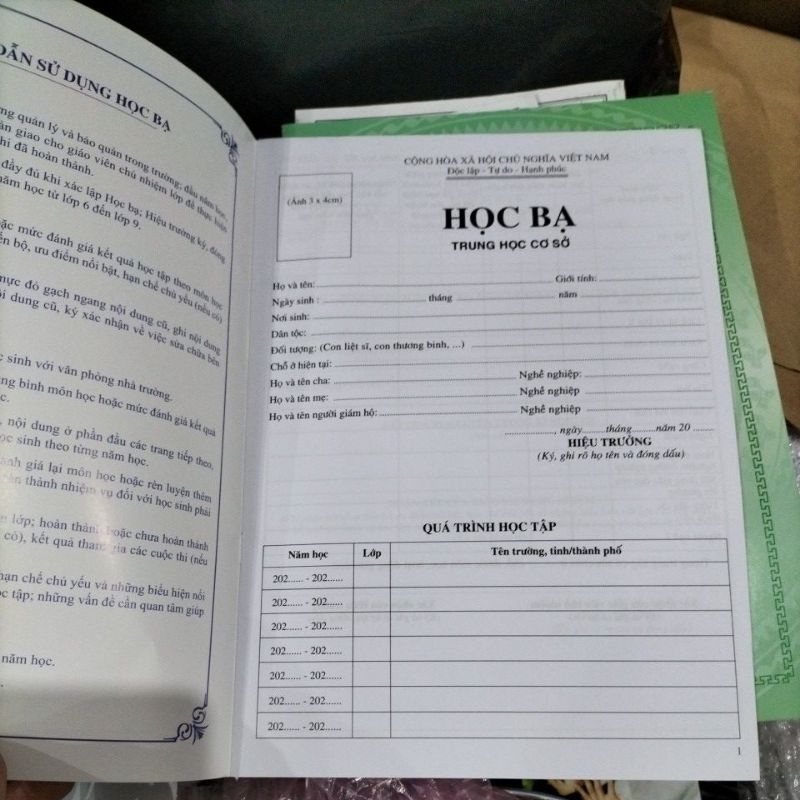 DẪN SỬ DỤNG HỌC BẠ
quản lý và bảo quản trong trường; đầu năm học,
giao cho giáo viên chủ nhiệm lớp để thực hiện
đã hoàn thành.
đầy đủ khi xác lập Học bạ; Hiệu trưởng ký, đóng
năm học từ lớp 6 đến lớp 9.
hoặc mức đánh giá kết quả học tập theo môn học
bộ, ưu điểm nổi bật, hạn chế chủ yếu (nếu có)
mực đỏ gạch ngang nội dung cũ, ghi nội dung
dung cũ, ký xác nhận về việc sửa chữa bên
sinh với văn phòng nhà trường.
bình môn học hoặc mức đánh giá kết quả
nội dung ở phần đầu các trang tiếp theo,
sinh theo từng năm học.
giá lại môn học hoặc rèn luyện thêm
thành nhiệm vụ đối với học sinh phải
lớp; hoàn thành hoặc chưa hoàn thành
có), kết quả tham gia các cuộc thi (nếu
hạn chế chủ yếu và những biểu hiện nổi
tập; những vấn đề cần quan tâm giúp
năm học.
CỘNG HÒA XÃ HỘI CHỦ NGHĨA VIỆT NAM
Độc lập - Tự do - Hạnh phúc
(Ảnh 3 x 4cm)
HỌC BẠ
TRUNG HỌC CƠ SỞ
Họ và tên: Giới tính:
Ngày sinh : tháng năm
Nơi sinh:
Dân tộc:
Đối tượng: (Con liệt sĩ, con thương binh, ...)
Chỗ ở hiện tại:
Họ và tên cha: Nghề nghiệp:
Họ và tên mẹ: Nghề nghiệp
Họ và tên người giám hộ: Nghề nghiệp
, ngày tháng năm 20
HIỆU TRƯỞNG
(Ký, ghi rõ họ tên và đóng dấu)
QUÁ TRÌNH HỌC TẬP
Năm học Lớp Tên trường, tỉnh/thành phố
202...... - 202......
202...... - 202......
202...... - 202......
202...... - 202......
202...... - 202......
202...... - 202......
202...... - 202......
1